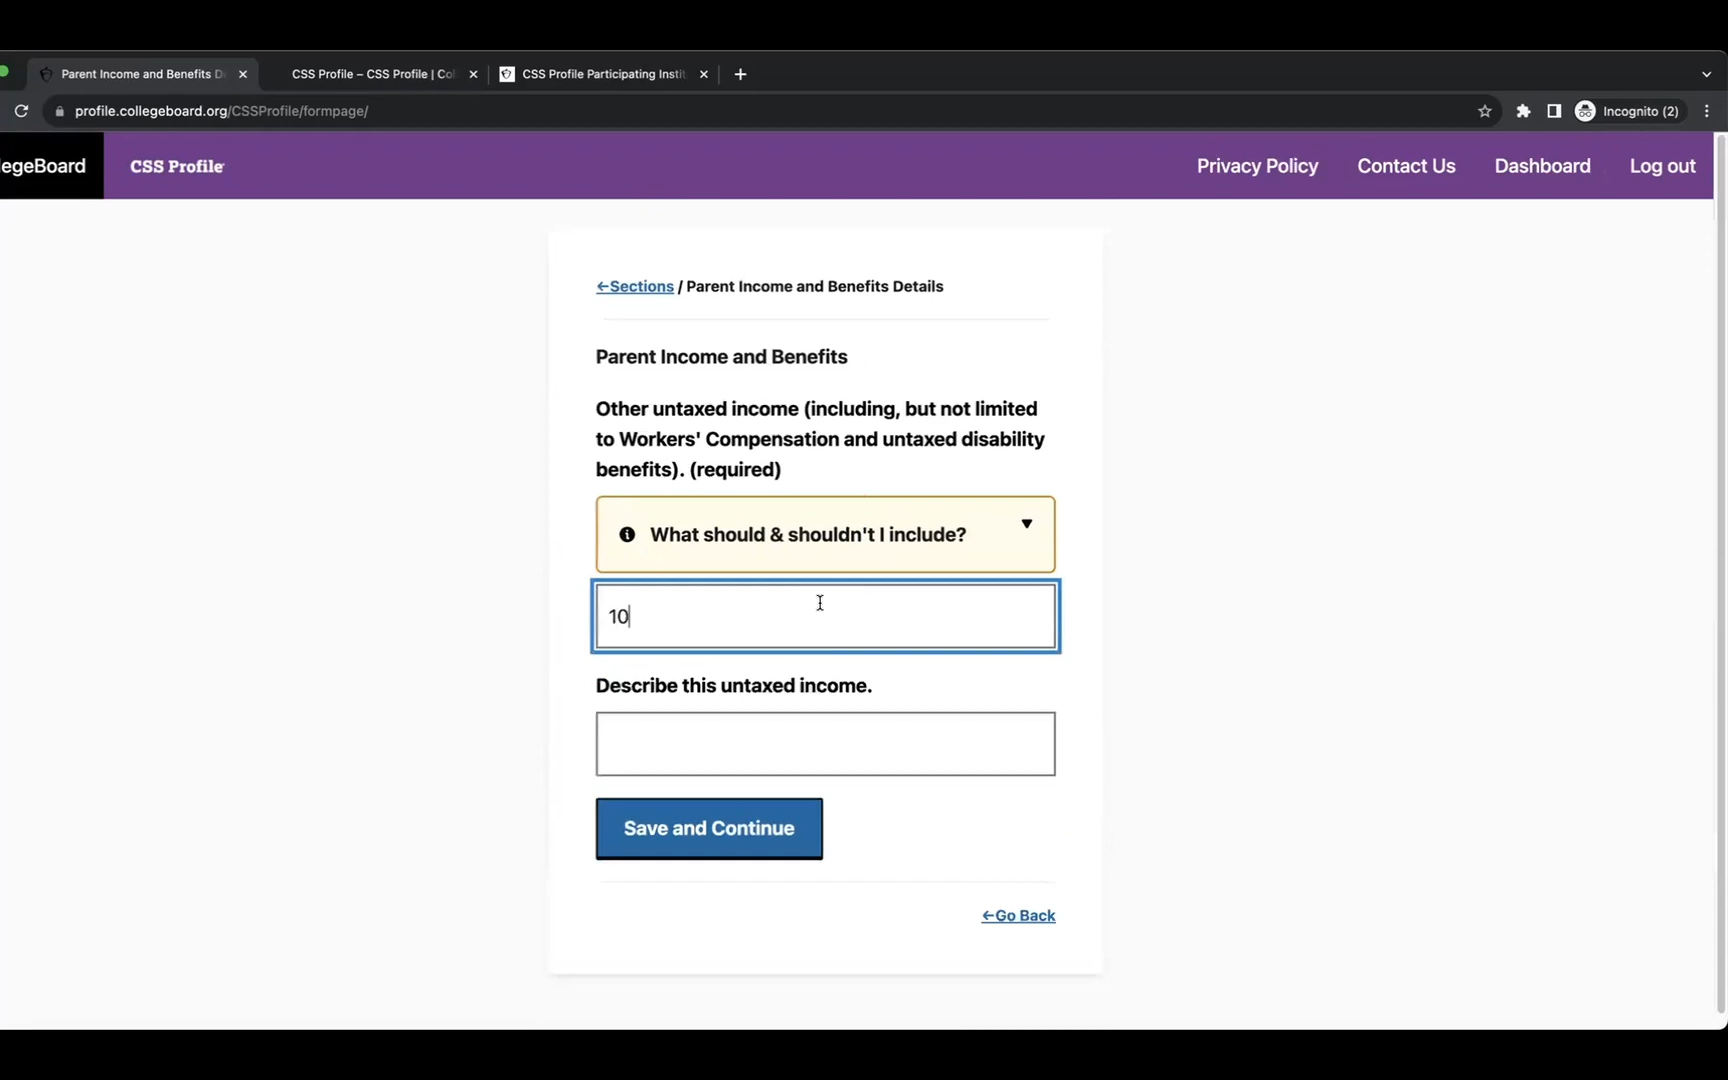 Parent Income and Benefits D
CSS Profile – CSS Profile | Co
CSS Profile Participating Instit
profile.collegeboard.org/CSSProfile/formpage/
Incognito (2)
legeBoard
CSS Profile
Privacy Policy
Contact Us
Dashboard
Log out
←Sections / Parent Income and Benefits Details
Parent Income and Benefits
Other untaxed income (including, but not limited
to Workers' Compensation and untaxed disability
benefits). (required)
What should & shouldn't I include?
10
Describe this untaxed income.
Save and Continue
←Go Back